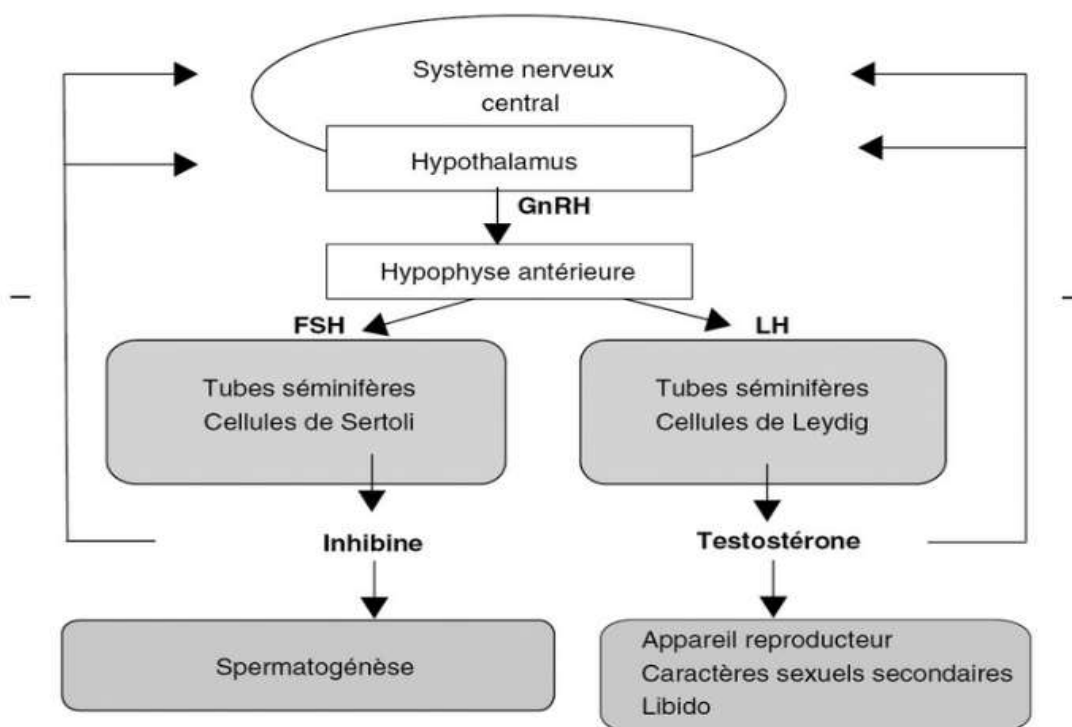 Système nerveux
central
Hypothalamus
GnRH
Hypophyse antérieure
–
–
FSH
LH
Tubes séminifères
Cellules de Sertoli
Tubes séminifères
Cellules de Leydig
Inhibine
Testostérone
Spermatogénèse
Appareil reproducteur
Caractères sexuels secondaires
Libido